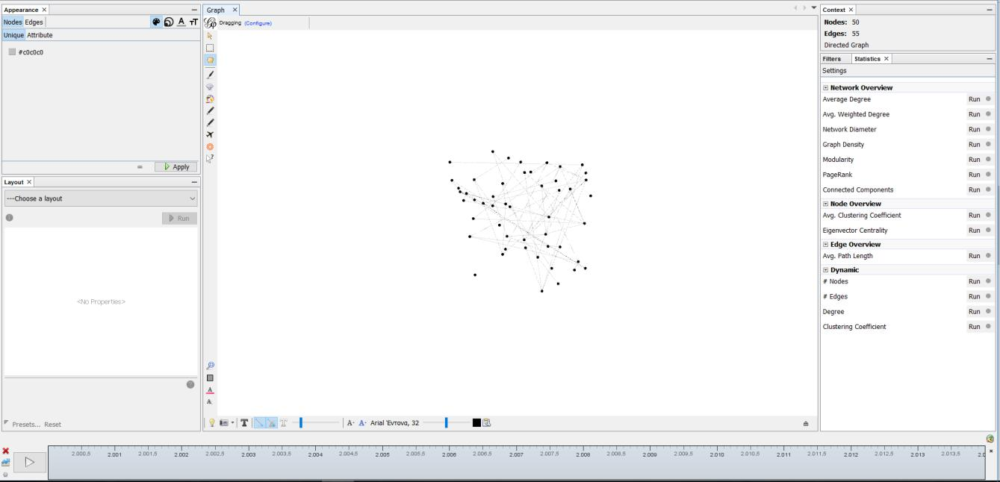 Appearance
Nodes Edges
Unique Attribute
#c0c0c0
Apply
Layout
---Choose a layout
Run
<No Properties>
Presets... Reset
Graph
Dragging (Configure)
Arial Έντονα, 32
Context
Nodes: 50
Edges: 55
Directed Graph
Filters Statistics
Settings
Network Overview
Average Degree Run
Avg. Weighted Degree Run
Network Diameter Run
Graph Density Run
Modularity Run
PageRank Run
Connected Components Run
Node Overview
Avg. Clustering Coefficient Run
Eigenvector Centrality Run
Edge Overview
Avg. Path Length Run
Dynamic
# Nodes Run
# Edges Run
Degree Run
Clustering Coefficient Run
2.000,5 2.001 2.001,5 2.002 2.002,5 2.003 2.003,5 2.004 2.004,5 2.005 2.005,5 2.006 2.006,5 2.007 2.007,5 2.008 2.008,5 2.009 2.009,5 2.010 2.010,5 2.011 2.011,5 2.012 2.012,5 2.013 2.013,5 2.0